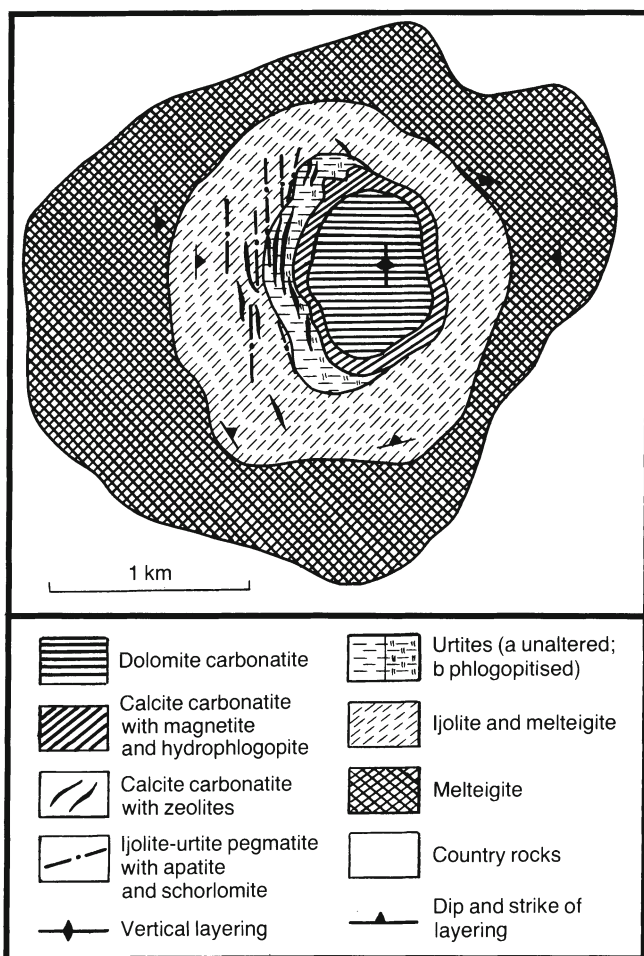 1 km
Dolomite carbonatite
Calcite carbonatite
with magnetite
and hydrophlogopite
Calcite carbonatite
with zeolites
Ijolite-urtite pegmatite
with apatite
and schorlomite
Vertical layering
Urtites (a unaltered;
b phlogopitised)
Ijolite and melteigite
Melteigite
Country rocks
Dip and strike of
layering